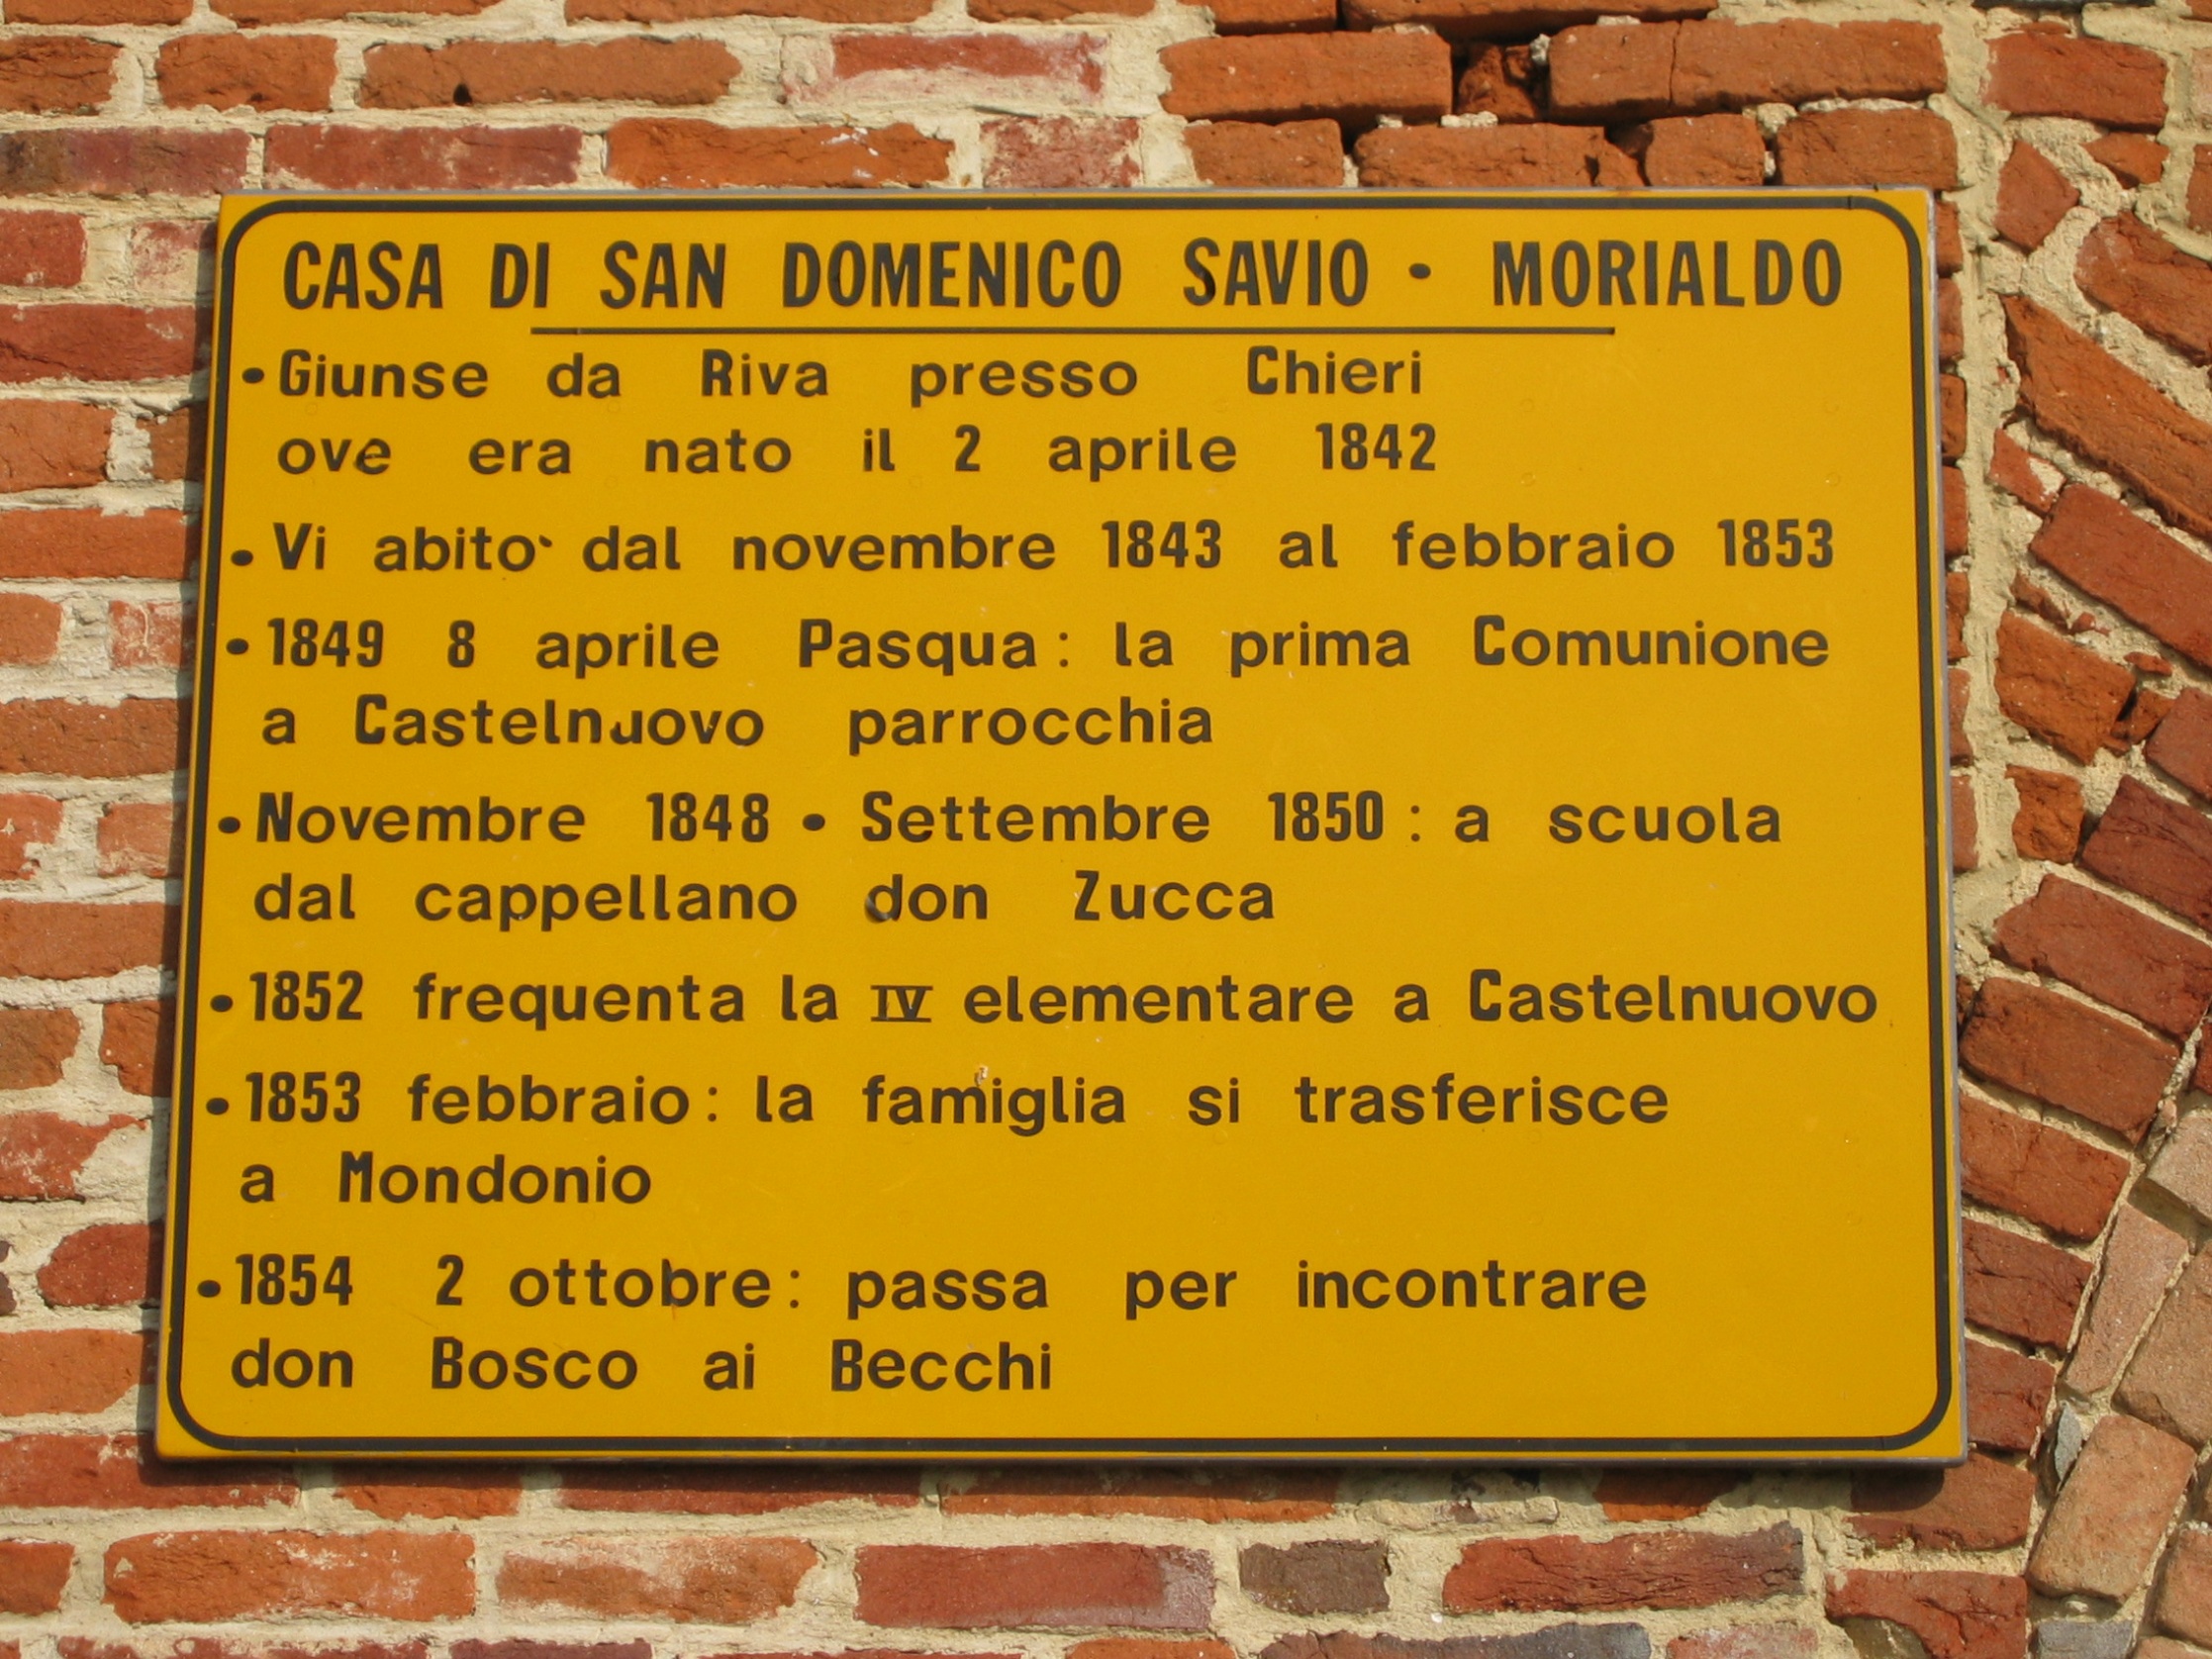 CASA DI SAN DOMENICO SAVIO • MORIALDO
• Giunse da Riva presso Chieri
ove era nato il 2 aprile 1842
• Vi abito` dal novembre 1843 al febbraio 1853
• 1849 8 aprile Pasqua: la prima Comunione
a Castelnuovo parrocchia
• Novembre 1848 • Settembre 1850: a scuola
dal cappellano don Zucca
• 1852 frequenta la IV elementare a Castelnuovo
• 1853 febbraio: la famiglia si trasferisce
a Mondonio
• 1854 2 ottobre: passa per incontrare
don Bosco ai Becchi